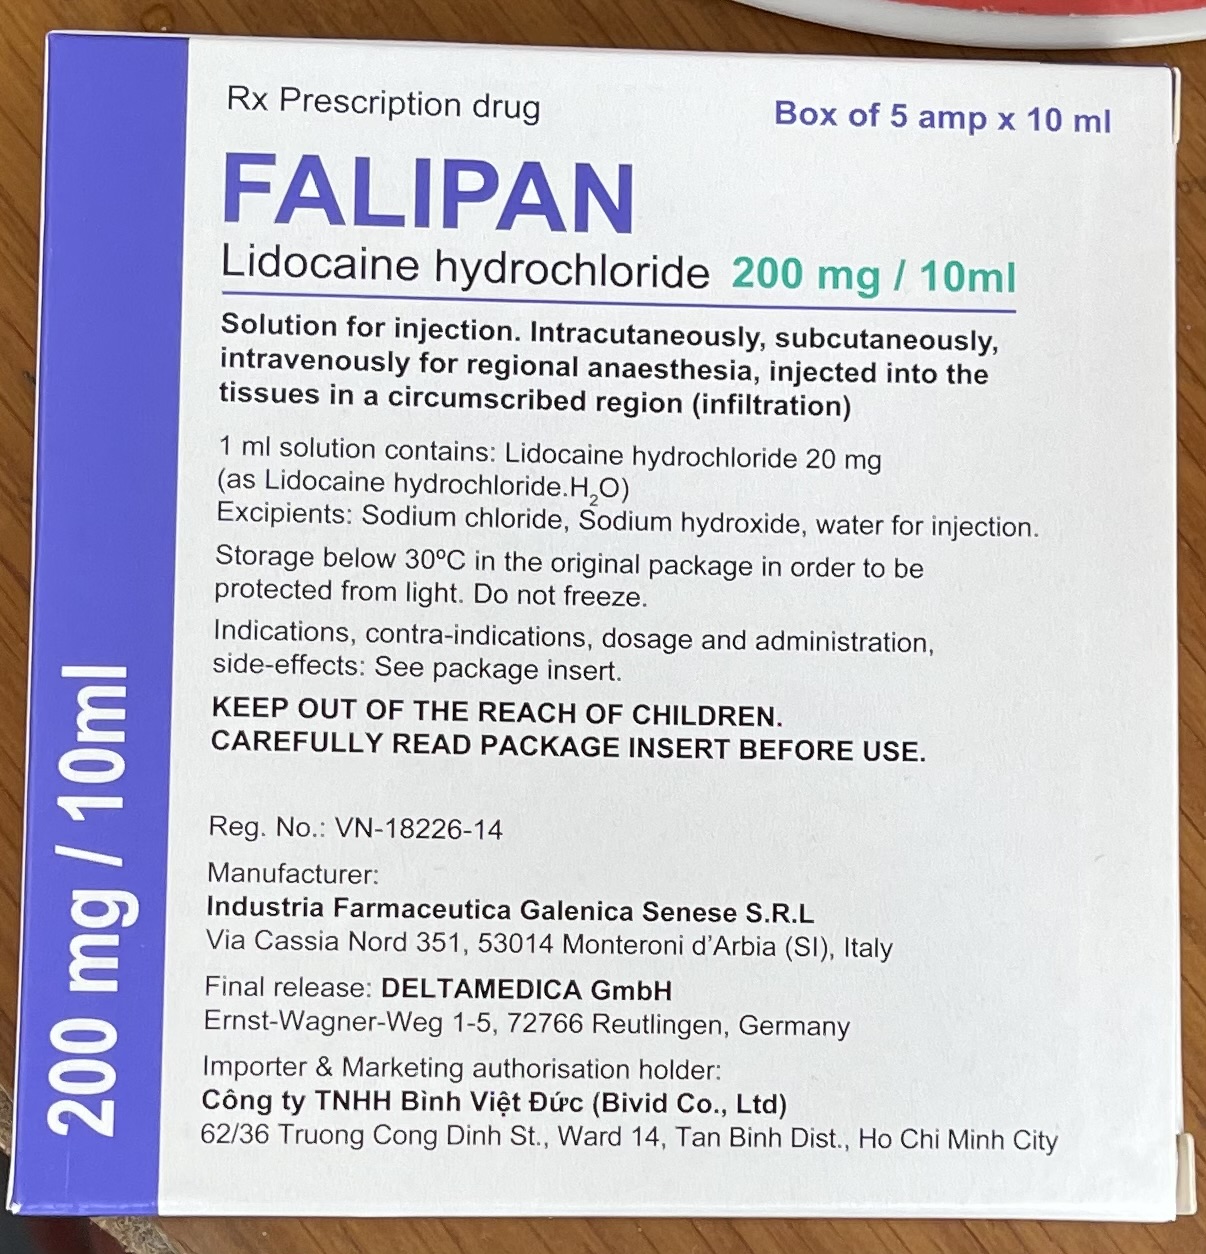 Rx Prescription drug
Box of 5 amp x 10 ml
FALIPAN
Lidocaine hydrochloride 200 mg / 10ml
Solution for injection. Intracutaneously, subcutaneously,
intravenously for regional anaesthesia, injected into the
tissues in a circumscribed region (infiltration)
1 ml solution contains: Lidocaine hydrochloride 20 mg
(as Lidocaine hydrochloride.H₂O)
Excipients: Sodium chloride, Sodium hydroxide, water for injection.
Storage below 30ºC in the original package in order to be
protected from light. Do not freeze.
Indications, contra-indications, dosage and administration,
side-effects: See package insert.
KEEP OUT OF THE REACH OF CHILDREN.
CAREFULLY READ PACKAGE INSERT BEFORE USE.
Reg. No.: VN-18226-14
Manufacturer:
Industria Farmaceutica Galenica Senese S.R.L
Via Cassia Nord 351, 53014 Monteroni d'Arbia (SI), Italy
Final release: DELTAMEDICA GmbH
Ernst-Wagner-Weg 1-5, 72766 Reutlingen, Germany
Importer & Marketing authorisation holder:
Công ty TNHH Bình Việt Đức (Bivid Co., Ltd)
62/36 Truong Cong Dinh St., Ward 14, Tan Binh Dist., Ho Chi Minh City
200 mg / 10ml